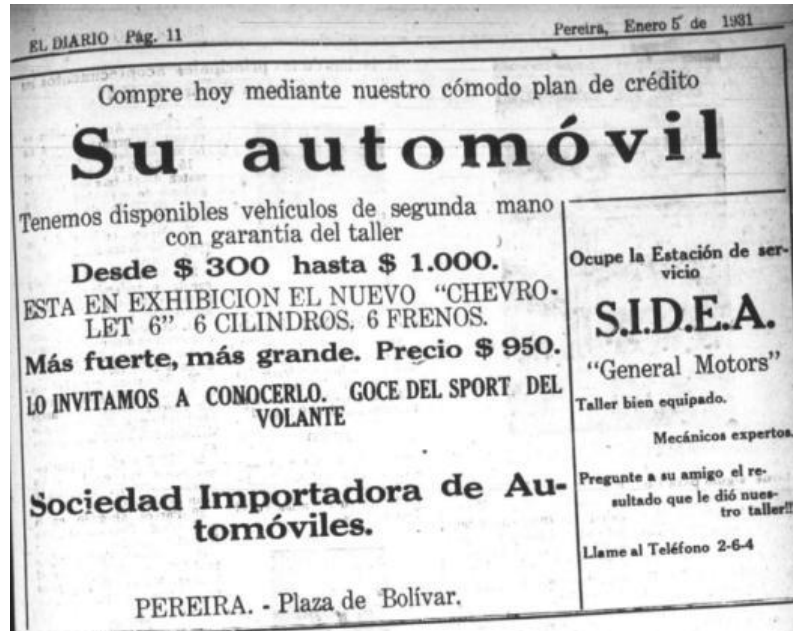 EL DIARIO Pág. 11
Pereira, Enero 5 de 1931
Compre hoy mediante nuestro cómodo plan de crédito
Su automóvil
Tenemos disponibles vehículos de segunda mano
con garantía del taller
Desde $ 300 hasta $ 1.000.
ESTA EN EXHIBICION EL NUEVO "CHEVRO-
LET 6" 6 CILINDROS, 6 FRENOS.
Más fuerte, más grande. Precio $ 950.
LO INVITAMOS A CONOCERLO. GOCE DEL SPORT DEL
VOLANTE
Sociedad Importadora de Au-
tomóviles.
PEREIRA. - Plaza de Bolívar.
Ocupe la Estación de ser-
vicio
S.I.D.E.A.
"General Motors"
Taller bien equipado.
Mecánicos expertos.
Pregunte a su amigo el re-
sultado que le dió nues-
tro taller!!
Llame al Teléfono 2-6-4